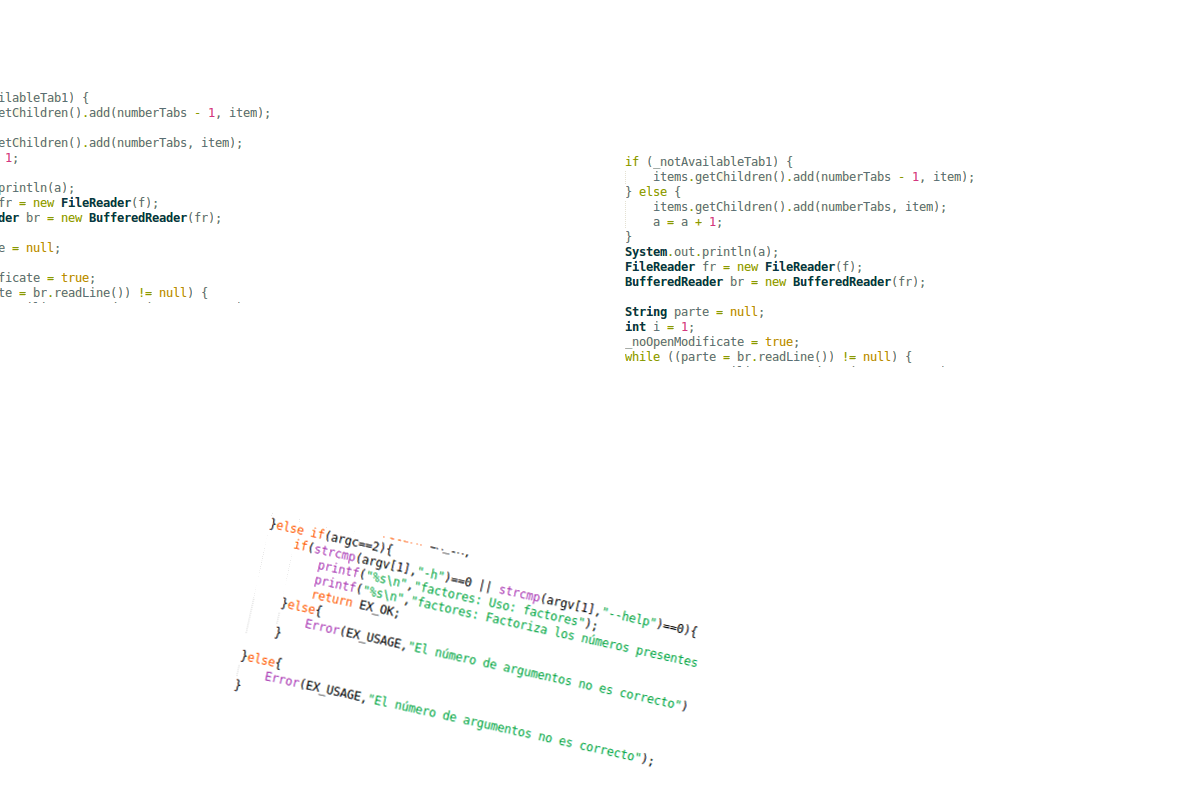 ilableTab1) {
etChildren().add(numberTabs - 1, item);
etChildren().add(numberTabs, item);
1;
println(a);
fr = new FileReader(f);
der br = new BufferedReader(fr);
e = null;
ficate = true;
te = br.readLine()) != null) {
if (_notAvailableTab1) {
items.getChildren().add(numberTabs - 1, item);
} else {
items.getChildren().add(numberTabs, item);
a = a + 1;
}
System.out.println(a);
FileReader fr = new FileReader(f);
BufferedReader br = new BufferedReader(fr);
String parte = null;
int i = 1;
_noOpenModificate = true;
while ((parte = br.readLine()) != null) {
}else if(argc==2){
if(strcmp(argv[1],"-h")==0 || strcmp(argv[1],"--help")==0){
printf("%s\n","factores: Uso: factores");
printf("%s\n","factores: Factoriza los números presentes
return EX_OK;
}else{
Error(EX_USAGE,"El número de argumentos no es correcto")
}
}else{
Error(EX_USAGE,"El número de argumentos no es correcto");
}